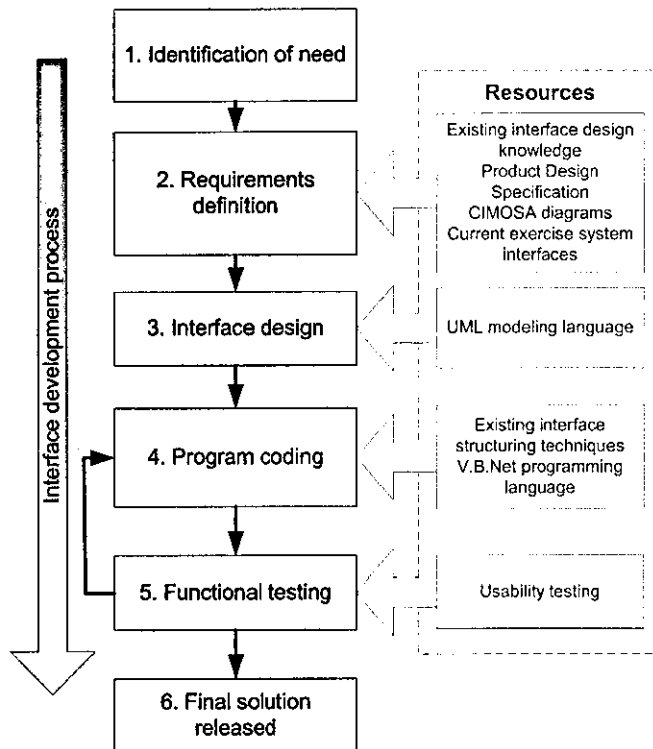 1. Identification of need
Interface development process
2. Requirements
definition
3. Interface design
4. Program coding
5. Functional testing
6. Final solution
released
Resources
Existing interface design
knowledge
Product Design
Specification
CIMOSA diagrams
Current exercise system
interfaces
UML modeling language
Existing interface
structuring techniques
V.B.Net programming
language
Usability testing